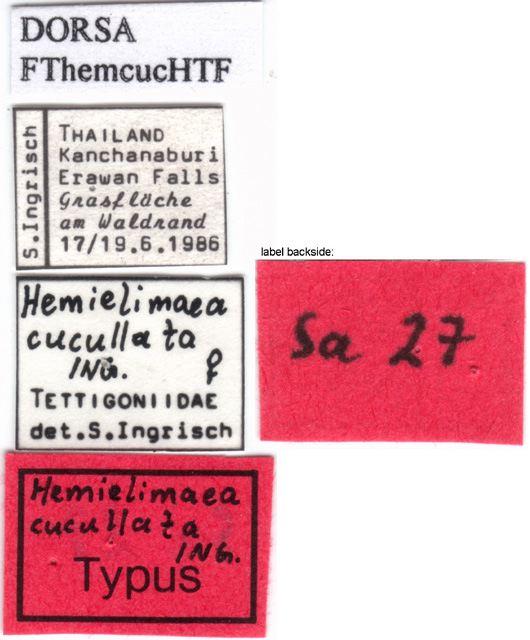 DORSA
FThemcucHTF
S.Ingrisch
THAILAND
Kanchanaburi
Erawan Falls
Grasfläche
am Waldrand
17/19.6.1986
Hemielimaea
cucullata
ING. ♀
TETTIGONIIDAE
det.S.Ingrisch
label backside:
Sa 27
Hemielimaea
cucullata
ING.
Typus